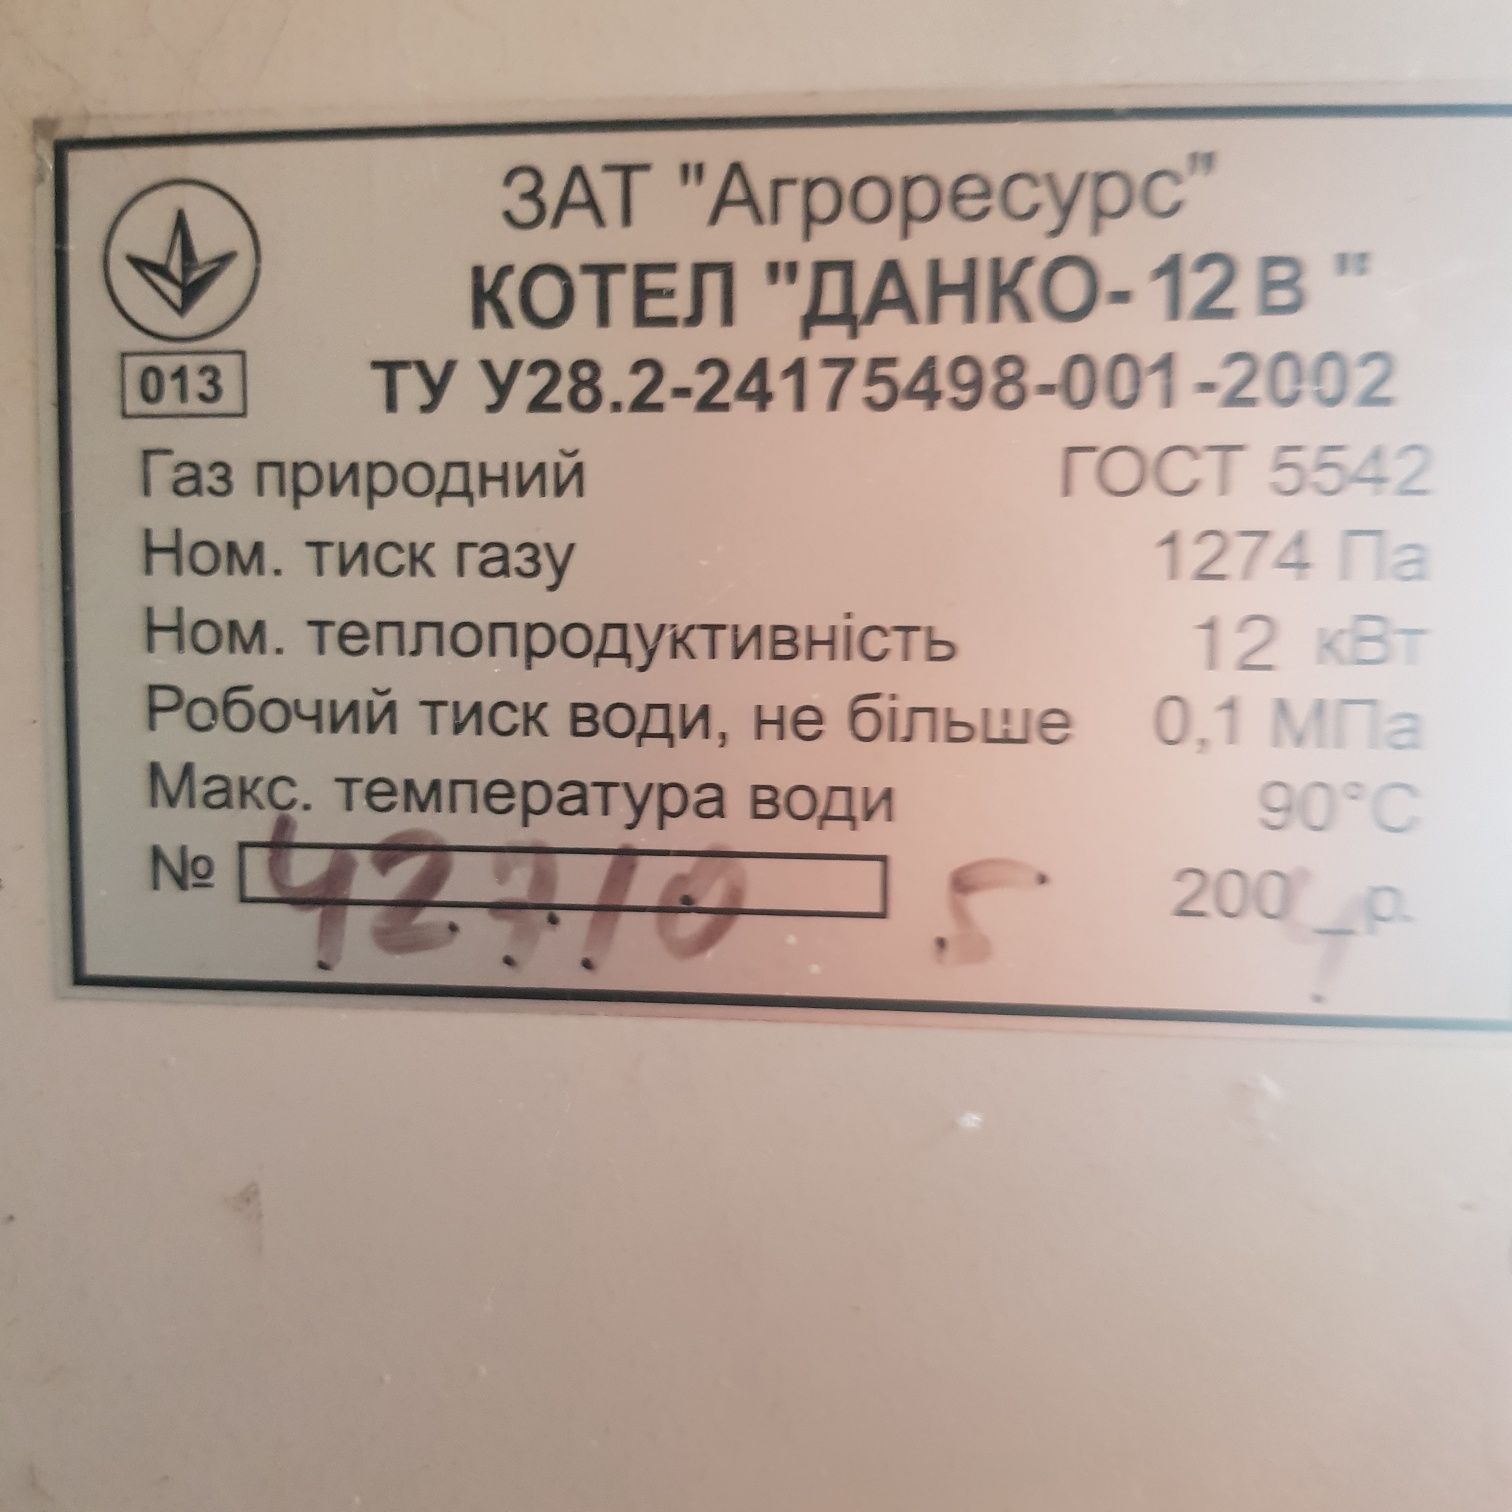 ЗАТ "Агроресурс"
КОТЕЛ "ДАНКО-12 В "
013
ТУ У28.2-24175498-001-2002
Газ природний ГОСТ 5542
Ном. тиск газу 1274 Па
Ном. теплопродуктивність 12 кВт
Робочий тиск води, не більше 0,1 МПа
Макс. температура води 90°С
№ 42710 5 2004 р.